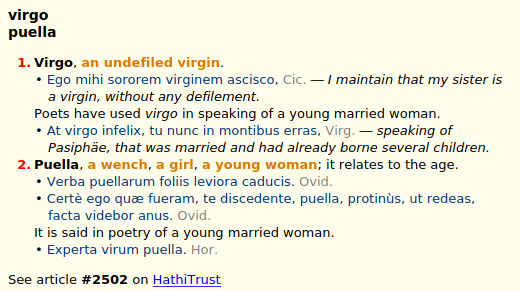 virgo
puella
1. Virgo, an undefiled virgin.
• Ego mihi sororem virginem ascisco, Cic. — I maintain that my sister is
a virgin, without any defilement.
Poets have used virgo in speaking of a young married woman.
• At virgo infelix, tu nunc in montibus erras, Virg. — speaking of
Pasiphäe, that was married and had already borne several children.
2. Puella, a wench, a girl, a young woman; it relates to the age.
• Verba puellarum foliis leviora caducis. Ovid.
• Certè ego quæ fueram, te discedente, puella, protinùs, ut redeas,
facta videbor anus. Ovid.
It is said in poetry of a young married woman.
• Experta virum puella. Hor.
See article #2502 on HathiTrust